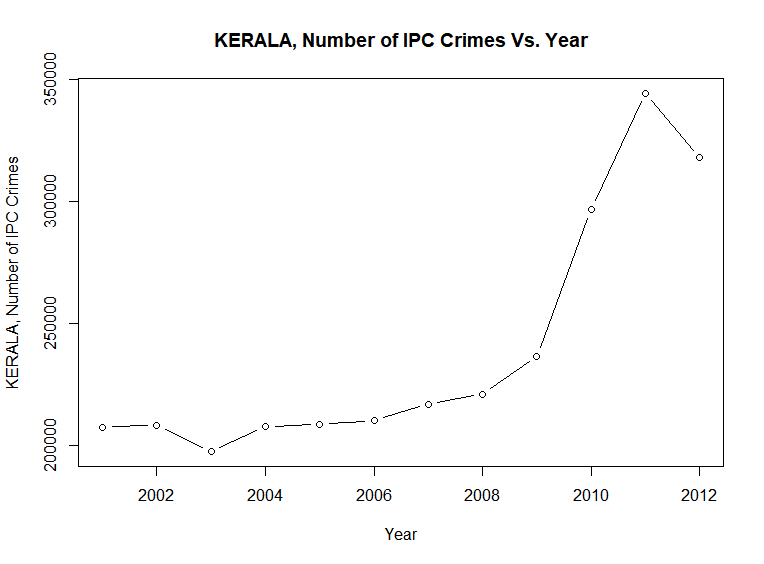 KERALA, Number of IPC Crimes Vs. Year
KERALA, Number of IPC Crimes
350000
300000
250000
200000
2002 2004 2006 2008 2010 2012
Year